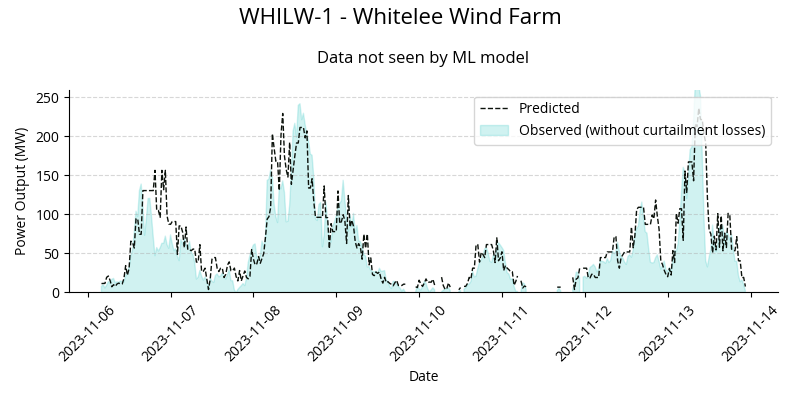 WHILW-1 - Whitelee Wind Farm
Data not seen by ML model
Predicted
Observed (without curtailment losses)
Power Output (MW)
250
200
150
100
50
0
2023-11-06
2023-11-07
2023-11-08
2023-11-09
2023-11-10
2023-11-11
2023-11-12
2023-11-13
2023-11-14
Date